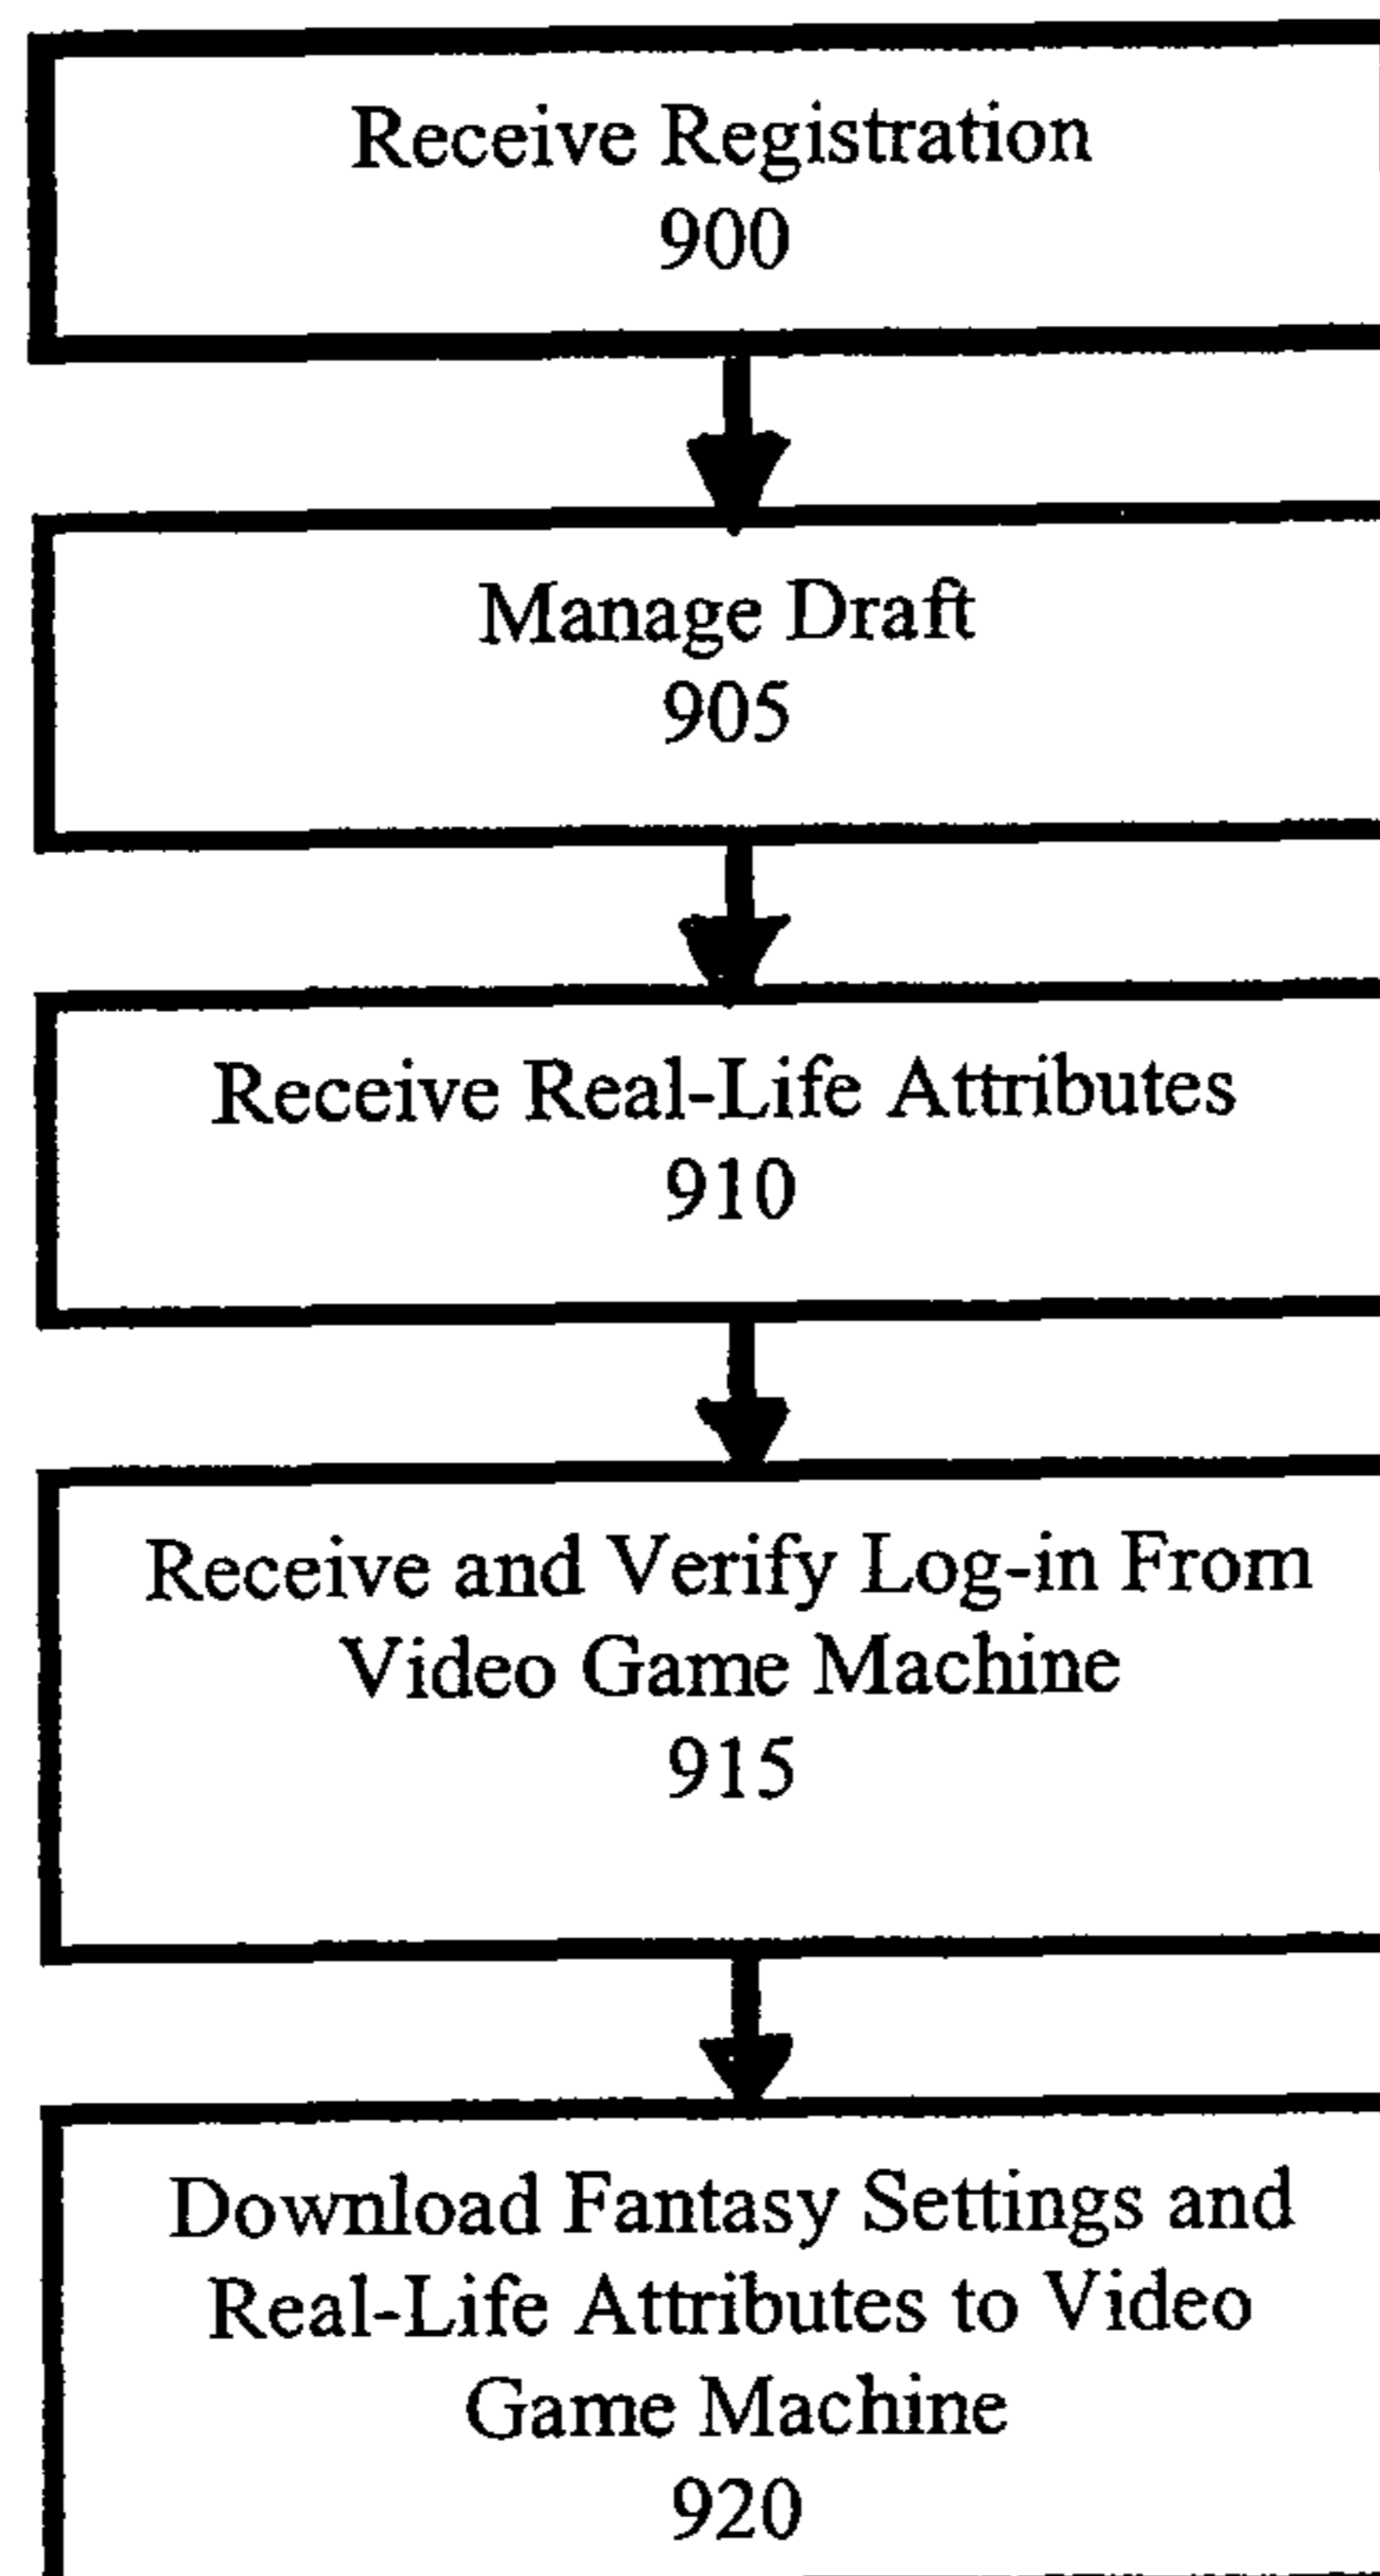 Receive Registration
900
Manage Draft
905
Receive Real-Life Attributes
910
Receive and Verify Log-in From
Video Game Machine
915
Download Fantasy Settings and
Real-Life Attributes to Video
Game Machine
920